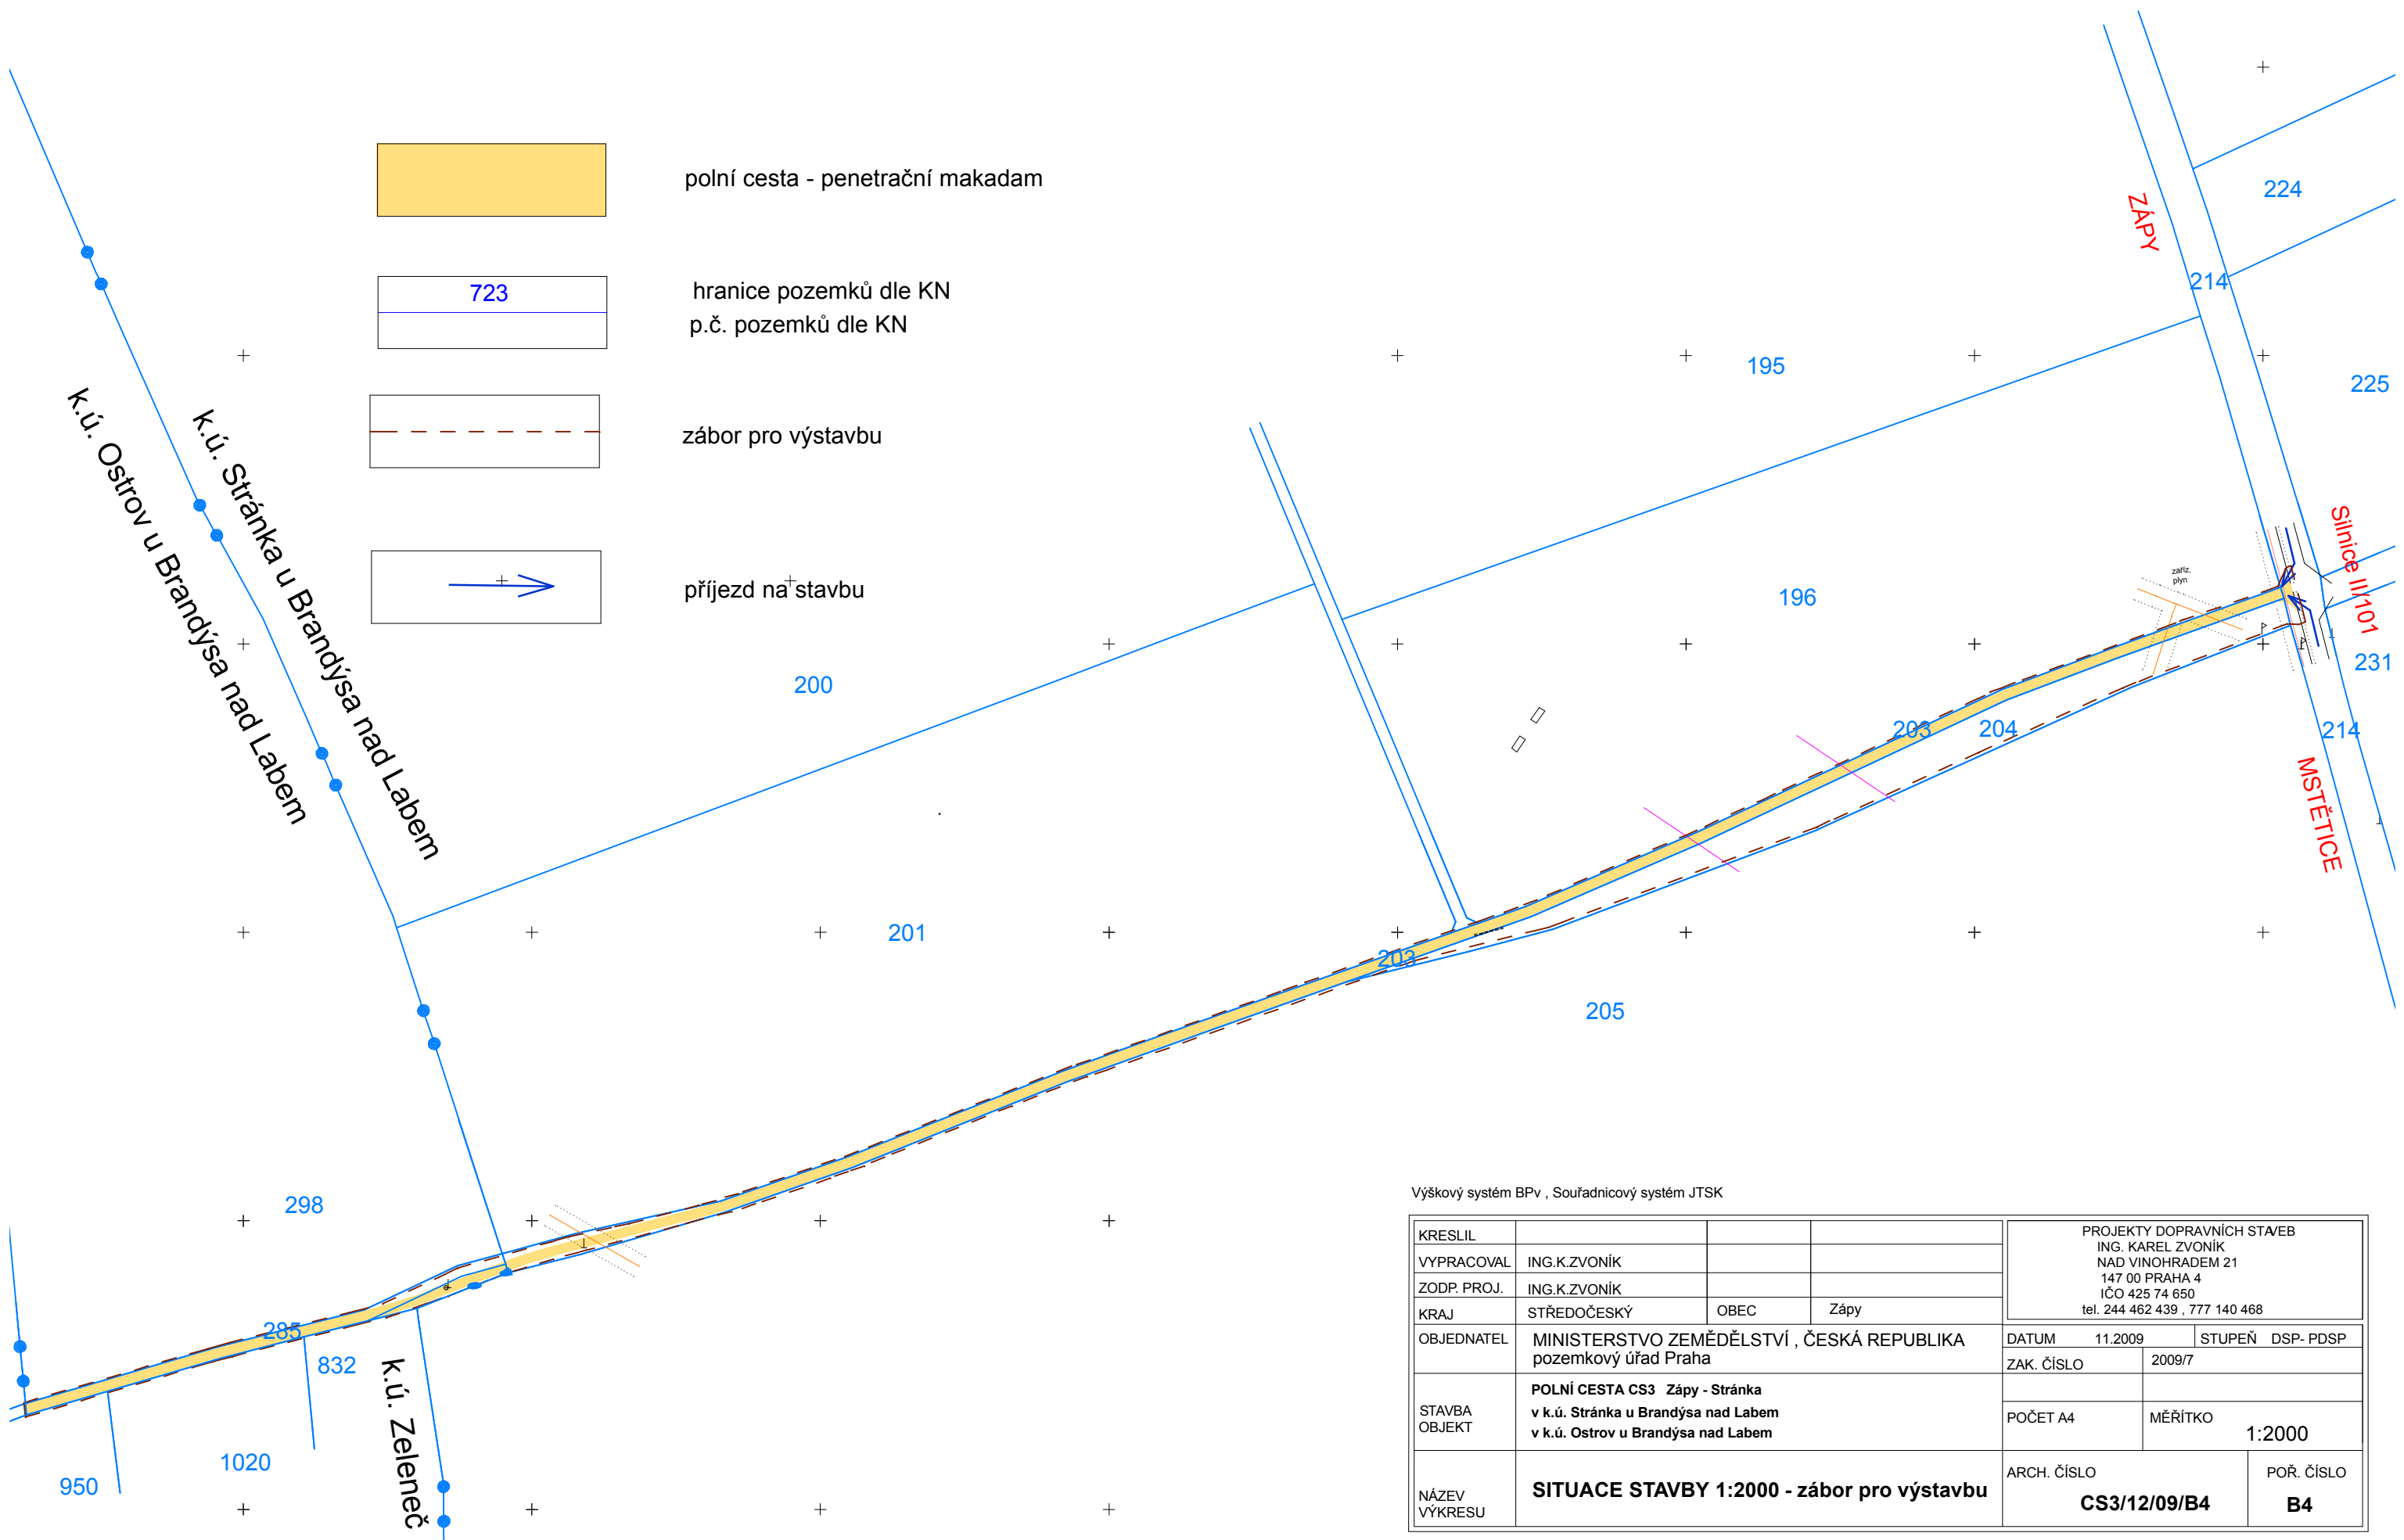 polní cesta - penetrační makadam
723
hranice pozemků dle KN
p.č. pozemků dle KN
zábor pro výstavbu
příjezd na stavbu
k.ú. Ostrov u Brandýsa nad Labem
k.ú. Stránka u Brandýsa nad Labem
ZÁPY
224
214
195
225
Silnice II/101
196
zaříz.
plyn
231
200
203
204
214
MSTĚTICE
201
203
205
298
285
832
k.ú. Zeleneč
1020
950
Výškový systém BPv , Souřadnicový systém JTSK
KRESLIL
VYPRACOVAL ING.K.ZVONÍK
ZODP. PROJ. ING.K.ZVONÍK
KRAJ STŘEDOČESKÝ OBEC Zápy
PROJEKTY DOPRAVNÍCH STAVEB
ING. KAREL ZVONÍK
NAD VINOHRADEM 21
147 00 PRAHA 4
IČO 425 74 650
tel. 244 462 439 , 777 140 468
OBJEDNATEL MINISTERSTVO ZEMĚDĚLSTVÍ , ČESKÁ REPUBLIKA
pozemkový úřad Praha
DATUM 11.2009 STUPEŇ DSP- PDSP
ZAK. ČÍSLO 2009/7
STAVBA
OBJEKT
POLNÍ CESTA CS3 Zápy - Stránka
v k.ú. Stránka u Brandýsa nad Labem
v k.ú. Ostrov u Brandýsa nad Labem
POČET A4 MĚŘÍTKO
1:2000
NÁZEV
VÝKRESU
SITUACE STAVBY 1:2000 - zábor pro výstavbu
ARCH. ČÍSLO
CS3/12/09/B4
POŘ. ČÍSLO
B4